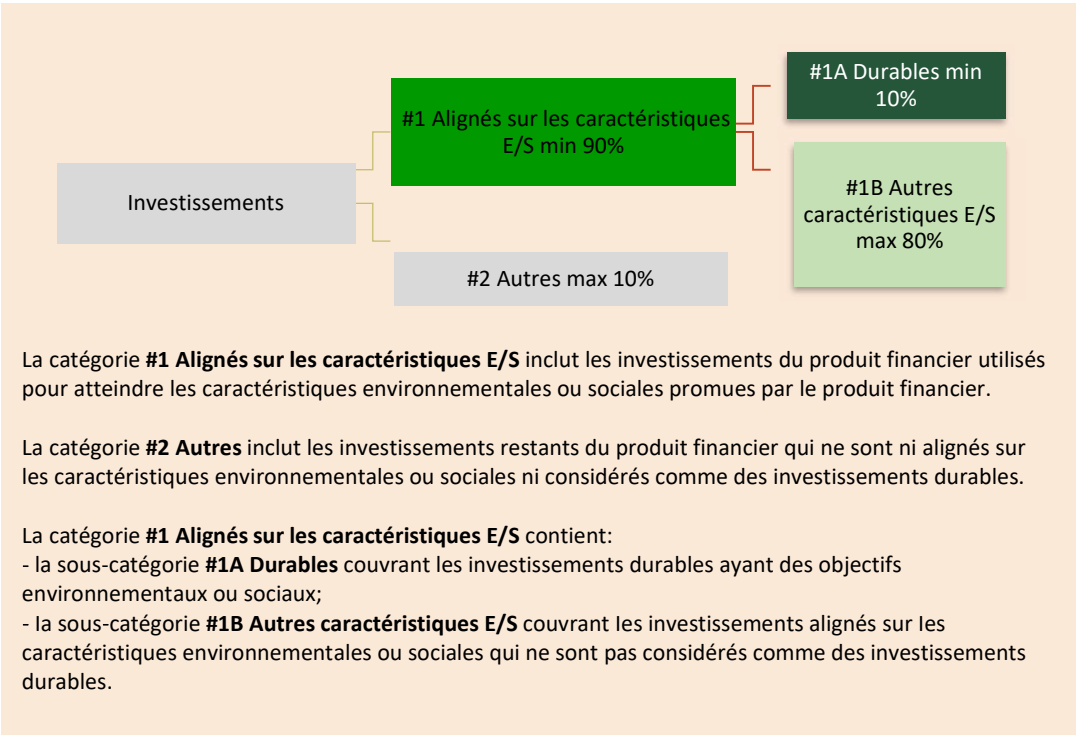 #1A Durables min
10%
#1 Alignés sur les caractéristiques
E/S min 90%
Investissements
#1B Autres
caractéristiques E/S
max 80%
#2 Autres max 10%
La catégorie #1 Alignés sur les caractéristiques E/S inclut les investissements du produit financier utilisés
pour atteindre les caractéristiques environnementales ou sociales promues par le produit financier.
La catégorie #2 Autres inclut les investissements restants du produit financier qui ne sont ni alignés sur
les caractéristiques environnementales ou sociales ni considérés comme des investissements durables.
La catégorie #1 Alignés sur les caractéristiques E/S contient:
- la sous-catégorie #1A Durables couvrant les investissements durables ayant des objectifs
environnementaux ou sociaux;
- Ia sous-catégorie #1B Autres caractéristiques E/S couvrant Ies investissements alignés sur Ies
caractéristiques environnementales ou sociales qui ne sont pas considérés comme des investissements
durables.